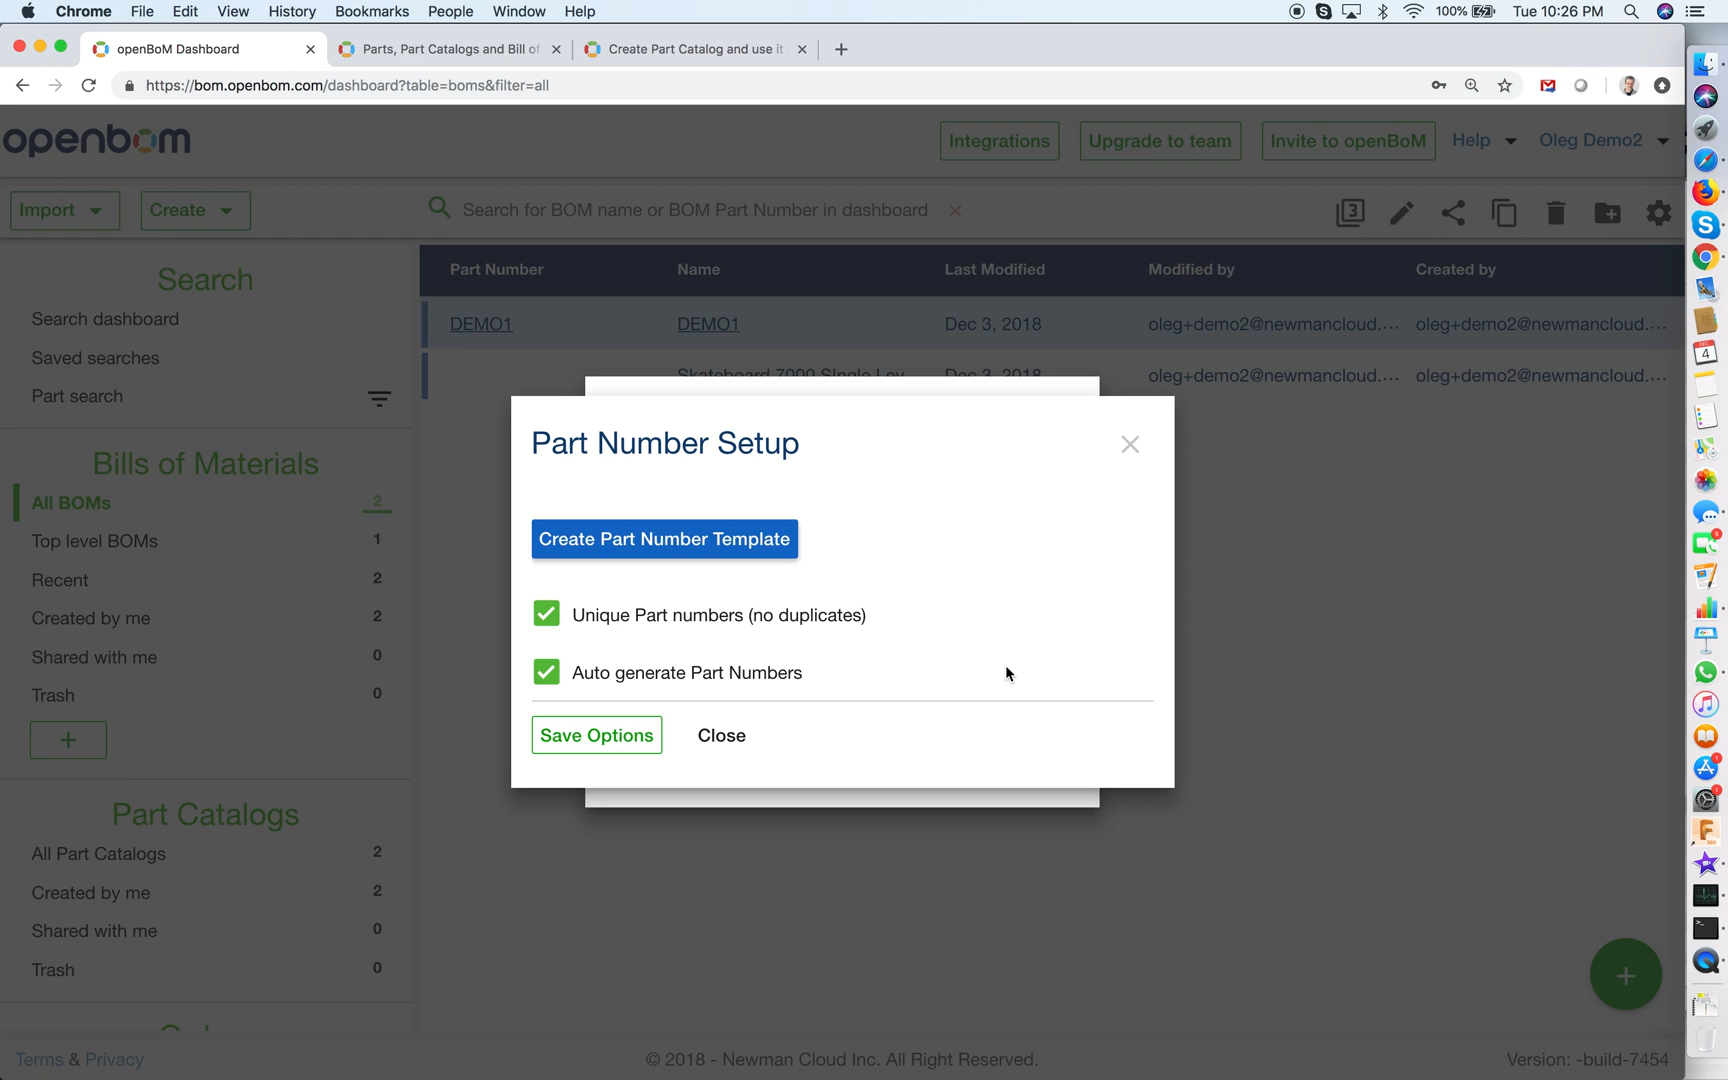 Chrome File Edit View History Bookmarks People Window Help
100% Tue 10:26 PM
openBoM Dashboard
Parts, Part Catalogs and Bill of
Create Part Catalog and use it
https://bom.openbom.com/dashboard?table=boms&filter=all
openbom
Integrations
Upgrade to team
Invite to openBoM
Help
Oleg Demo2
Import
Create
Search for BOM name or BOM Part Number in dashboard
3
Search
Search dashboard
Saved searches
Part search
Part Number Name Last Modified Modified by Created by
DEMO1 DEMO1 Dec 3, 2018 oleg+demo2@newmancloud.... oleg+demo2@newmancloud....
Skateboard 7000 SIngle Lev Dec 3, 2018 oleg+demo2@newmancloud.... oleg+demo2@newmancloud....
Bills of Materials
All BOMs 2
Top level BOMs 1
Recent 2
Created by me 2
Shared with me 0
Trash 0
+
Part Catalogs
All Part Catalogs 2
Created by me 2
Shared with me 0
Trash 0
Part Number Setup
Create Part Number Template
Unique Part numbers (no duplicates)
Auto generate Part Numbers
Save Options
Close
+
Terms & Privacy
© 2018 - Newman Cloud Inc. All Right Reserved.
Version: -build-7454